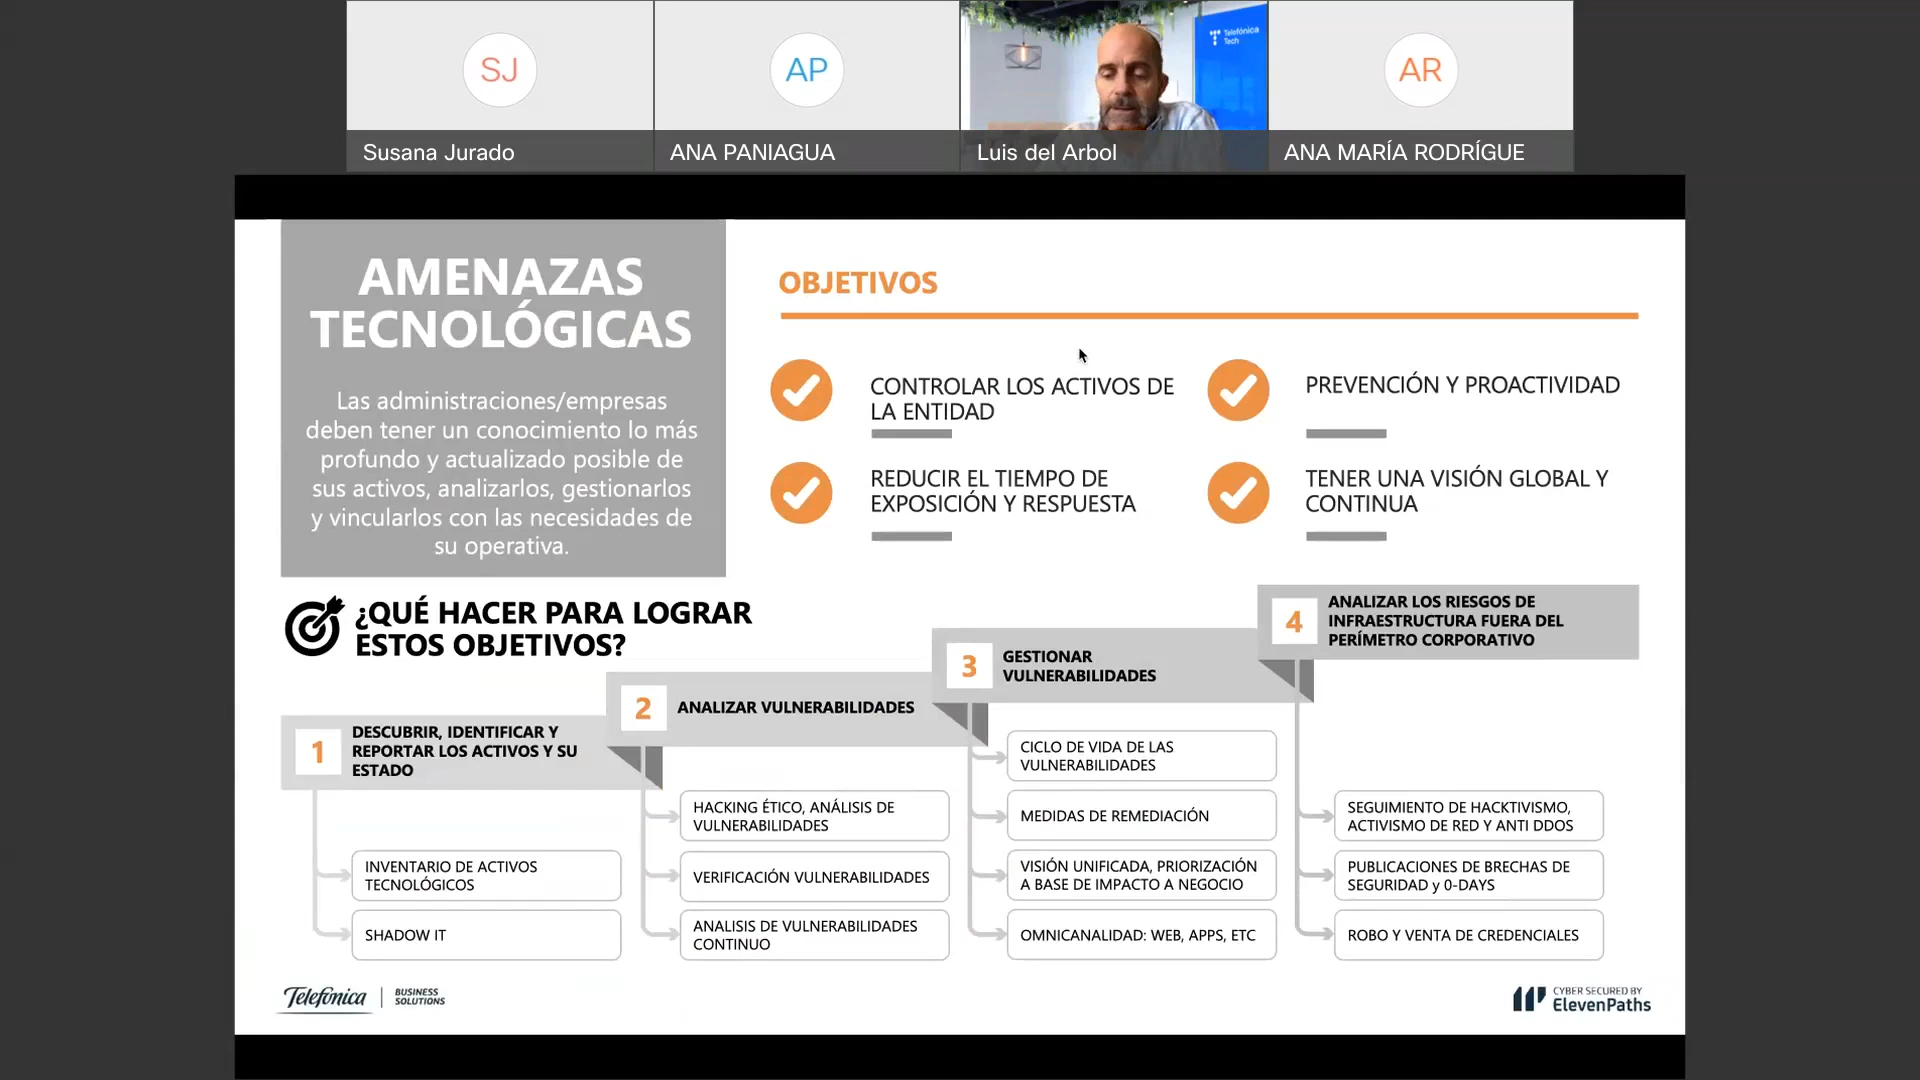 SJ
AP
Telefónica
Tech
AR
Susana Jurado
ANA PANIAGUA
Luis del Arbol
ANA MARÍA RODRÍGUE
AMENAZAS
TECNOLÓGICAS
Las administraciones/empresas
deben tener un conocimiento lo más
profundo y actualizado posible de
sus activos, analizarlos, gestionarlos
y vincularlos con las necesidades de
su operativa.
OBJETIVOS
CONTROLAR LOS ACTIVOS DE
LA ENTIDAD
PREVENCIÓN Y PROACTIVIDAD
REDUCIR EL TIEMPO DE
EXPOSICIÓN Y RESPUESTA
TENER UNA VISIÓN GLOBAL Y
CONTINUA
¿QUÉ HACER PARA LOGRAR
ESTOS OBJETIVOS?
1
DESCUBRIR, IDENTIFICAR Y
REPORTAR LOS ACTIVOS Y SU
ESTADO
INVENTARIO DE ACTIVOS
TECNOLÓGICOS
SHADOW IT
2
ANALIZAR VULNERABILIDADES
HACKING ÉTICO, ANÁLISIS DE
VULNERABILIDADES
VERIFICACIÓN VULNERABILIDADES
ANALISIS DE VULNERABILIDADES
CONTINUO
3
GESTIONAR
VULNERABILIDADES
CICLO DE VIDA DE LAS
VULNERABILIDADES
MEDIDAS DE REMEDIACIÓN
VISIÓN UNIFICADA, PRIORIZACIÓN
A BASE DE IMPACTO A NEGOCIO
OMNICANALIDAD: WEB, APPS, ETC
4
ANALIZAR LOS RIESGOS DE
INFRAESTRUCTURA FUERA DEL
PERÍMETRO CORPORATIVO
SEGUIMIENTO DE HACKTIVISMO,
ACTIVISMO DE RED Y ANTI DDOS
PUBLICACIONES DE BRECHAS DE
SEGURIDAD y 0-DAYS
ROBO Y VENTA DE CREDENCIALES
Telefónica
BUSINESS
SOLUTIONS
CYBER SECURED BY
ElevenPaths